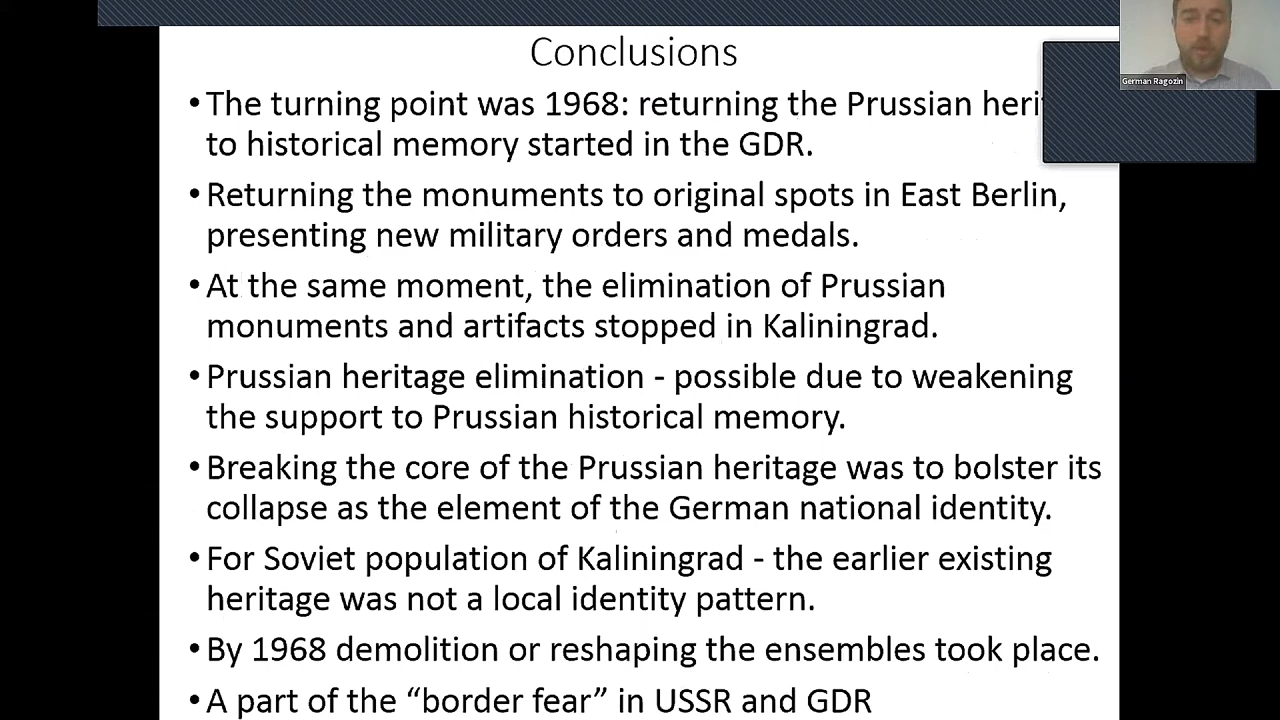 Conclusions
German Ragozin
• The turning point was 1968: returning the Prussian
to historical memory started in the GDR.
• Returning the monuments to original spots in East Berlin,
presenting new military orders and medals.
• At the same moment, the elimination of Prussian
monuments and artifacts stopped in Kaliningrad.
• Prussian heritage elimination - possible due to weakening
the support to Prussian historical memory.
• Breaking the core of the Prussian heritage was to bolster its
collapse as the element of the German national identity.
• For Soviet population of Kaliningrad - the earlier existing
heritage was not a local identity pattern.
• By 1968 demolition or reshaping the ensembles took place.
• A part of the “border fear” in USSR and GDR